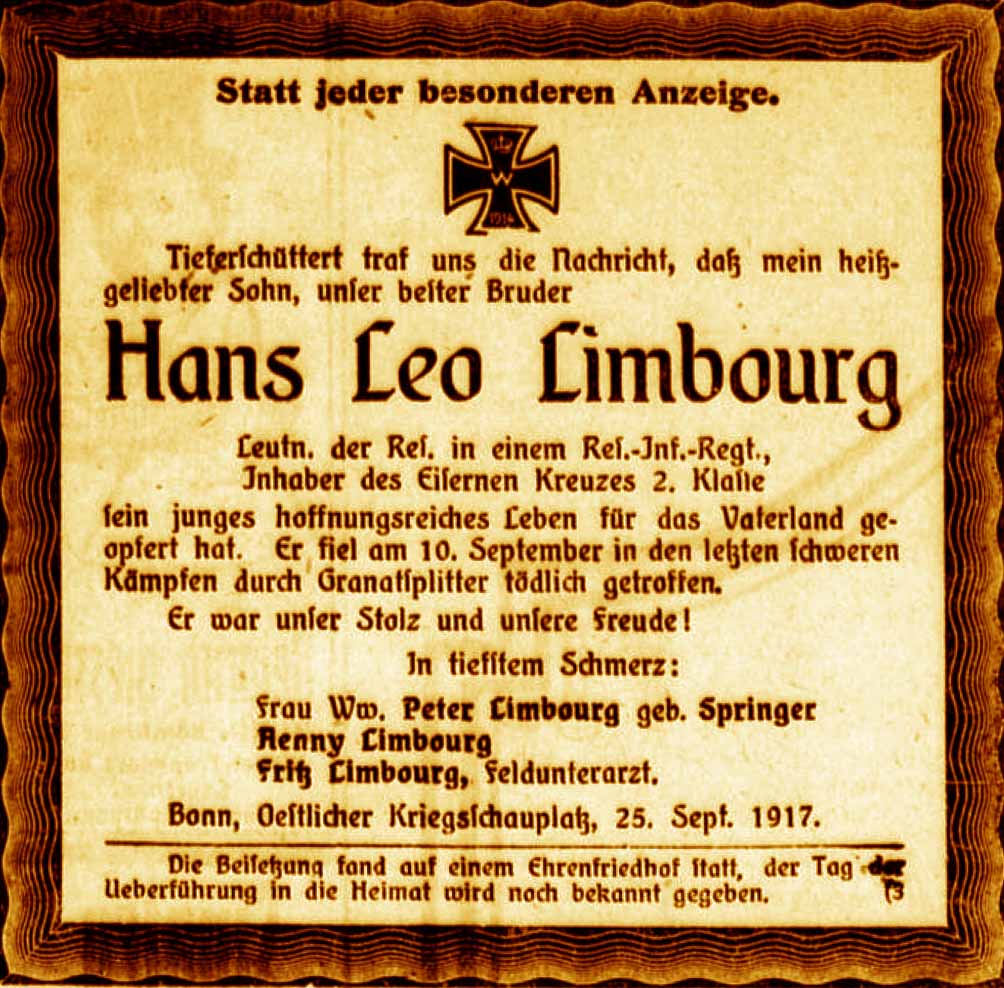 Statt jeder besonderen Anzeige.
W
1914
Tieferschüttert traf uns die Nachricht, daß mein heiß-
geliebter Sohn, unser bester Bruder
Hans Leo Limbourg
Leutn. der Res. in einem Res.-Inf.-Regt.,
Inhaber des Eisernen Kreuzes 2. Klasse
sein junges hoffnungsreiches Leben für das Vaterland ge-
opfert hat. Er fiel am 10. September in den letzten schweren
Kämpfen durch Granatsplitter tödlich getroffen.
Er war unser Stolz und unsere Freude!
In tiefstem Schmerz:
Frau Ww. Peter Limbourg geb. Springer
Aenny Limbourg
Fritz Limbourg, Feldunterarzt.
Bonn, Oestlicher Kriegsschauplatz, 25. Sept. 1917.
Die Beisetzung fand auf einem Ehrenfriedhof statt, der Tag der
Ueberführung in die Heimat wird noch bekannt gegeben. (3